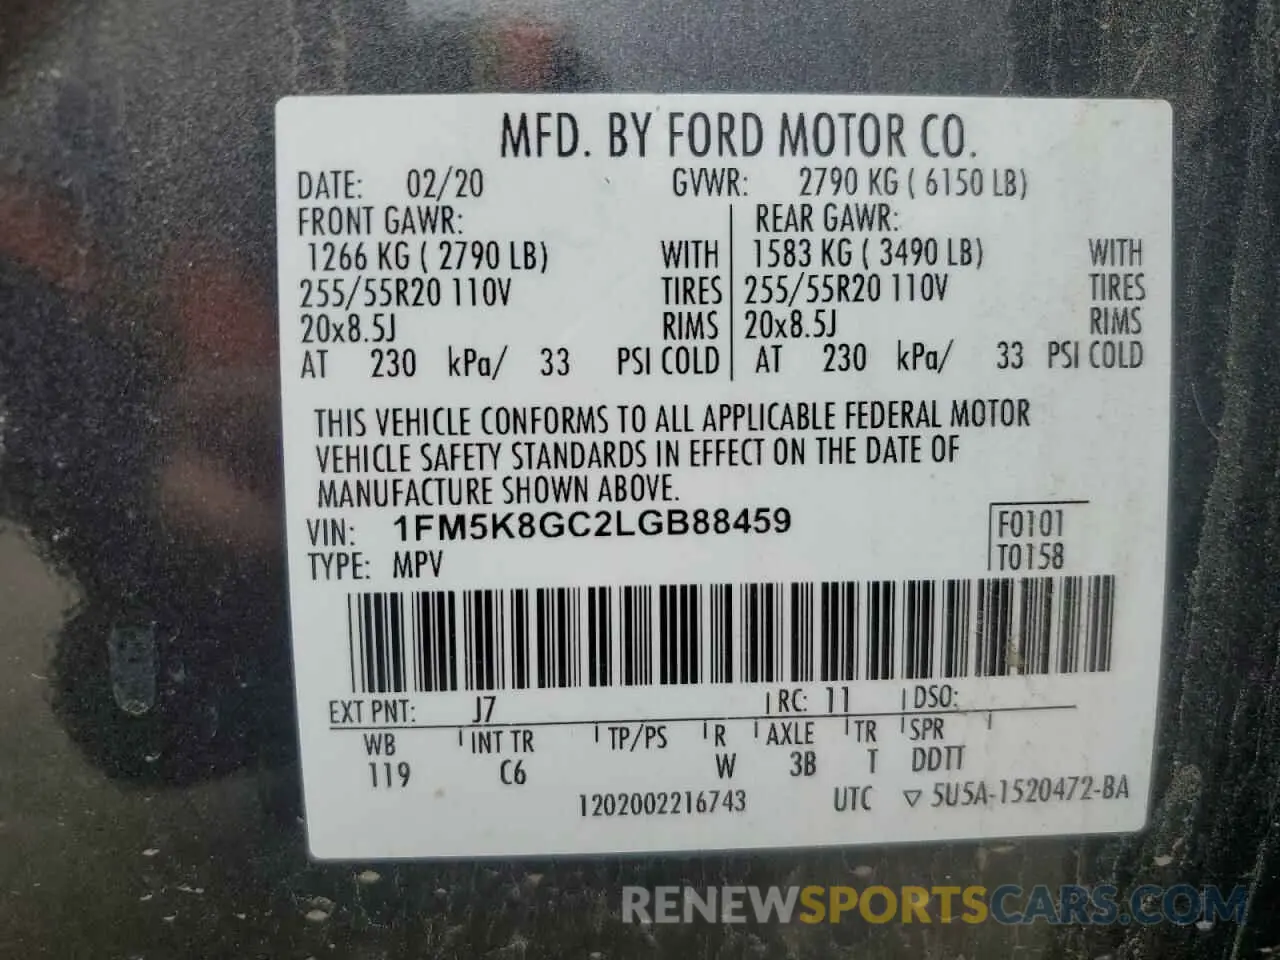 MFD. BY FORD MOTOR CO.
DATE: 02/20 GVWR: 2790 KG ( 6150 LB)
FRONT GAWR: REAR GAWR:
1266 KG ( 2790 LB) WITH 1583 KG ( 3490 LB) WITH
255/55R20 110V TIRES 255/55R20 110V TIRES
20x8.5J RIMS 20x8.5J RIMS
AT 230 kPa/ 33 PSI COLD AT 230 kPa/ 33 PSI COLD
THIS VEHICLE CONFORMS TO ALL APPLICABLE FEDERAL MOTOR
VEHICLE SAFETY STANDARDS IN EFFECT ON THE DATE OF
MANUFACTURE SHOWN ABOVE.
VIN: 1FM5K8GC2LGB88459 F0101
TYPE: MPV T0158
EXT PNT: J7 RC: 11 DSO:
WB INT TR TP/PS R AXLE TR SPR
119 C6 W 3B T DDTT
1202002216743 UTC ▽ 5U5A-1520472-BA
RENEWSPORTSCARS.COM